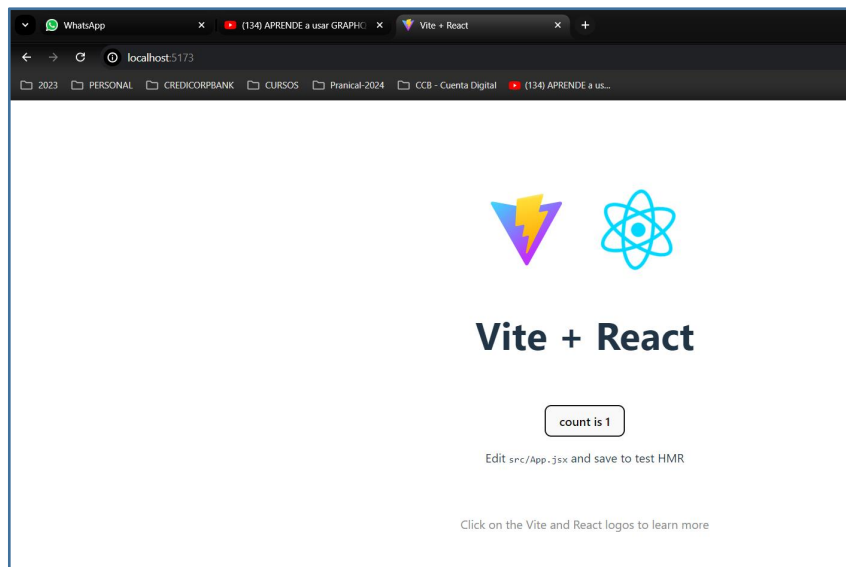 WhatsApp
(134) APRENDE a usar GRAPHQ
Vite + React
localhost:5173
2023
PERSONAL
CREDICORPBANK
CURSOS
Pranical-2024
CCB - Cuenta Digital
(134) APRENDE a us...
Vite + React
count is 1
Edit src/App.jsx and save to test HMR
Click on the Vite and React logos to learn more